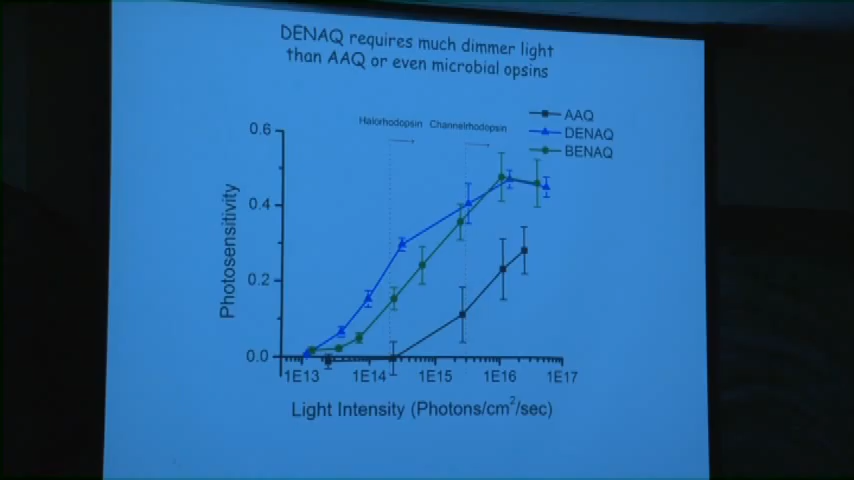 DENAQ requires much dimmer light
than AAQ or even microbial opsins
AAQ
DENAQ
BENAQ
Halorhodopsin Channelrhodopsin
0.6
0.4
0.2
0.0
Photosensitivity
1E13 1E14 1E15 1E16 1E17
Light Intensity (Photons/cm²/sec)